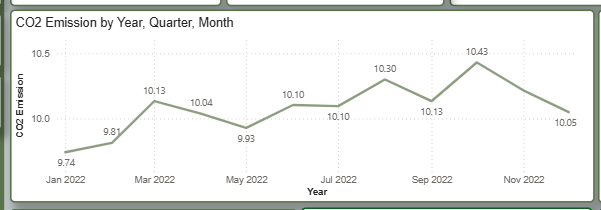 CO2 Emission by Year, Quarter, Month
10.5
10.0
CO2 Emission
9.74
9.81
10.13
10.04
9.93
10.10
10.10
10.30
10.13
10.43
10.05
Jan 2022
Mar 2022
May 2022
Jul 2022
Sep 2022
Nov 2022
Year